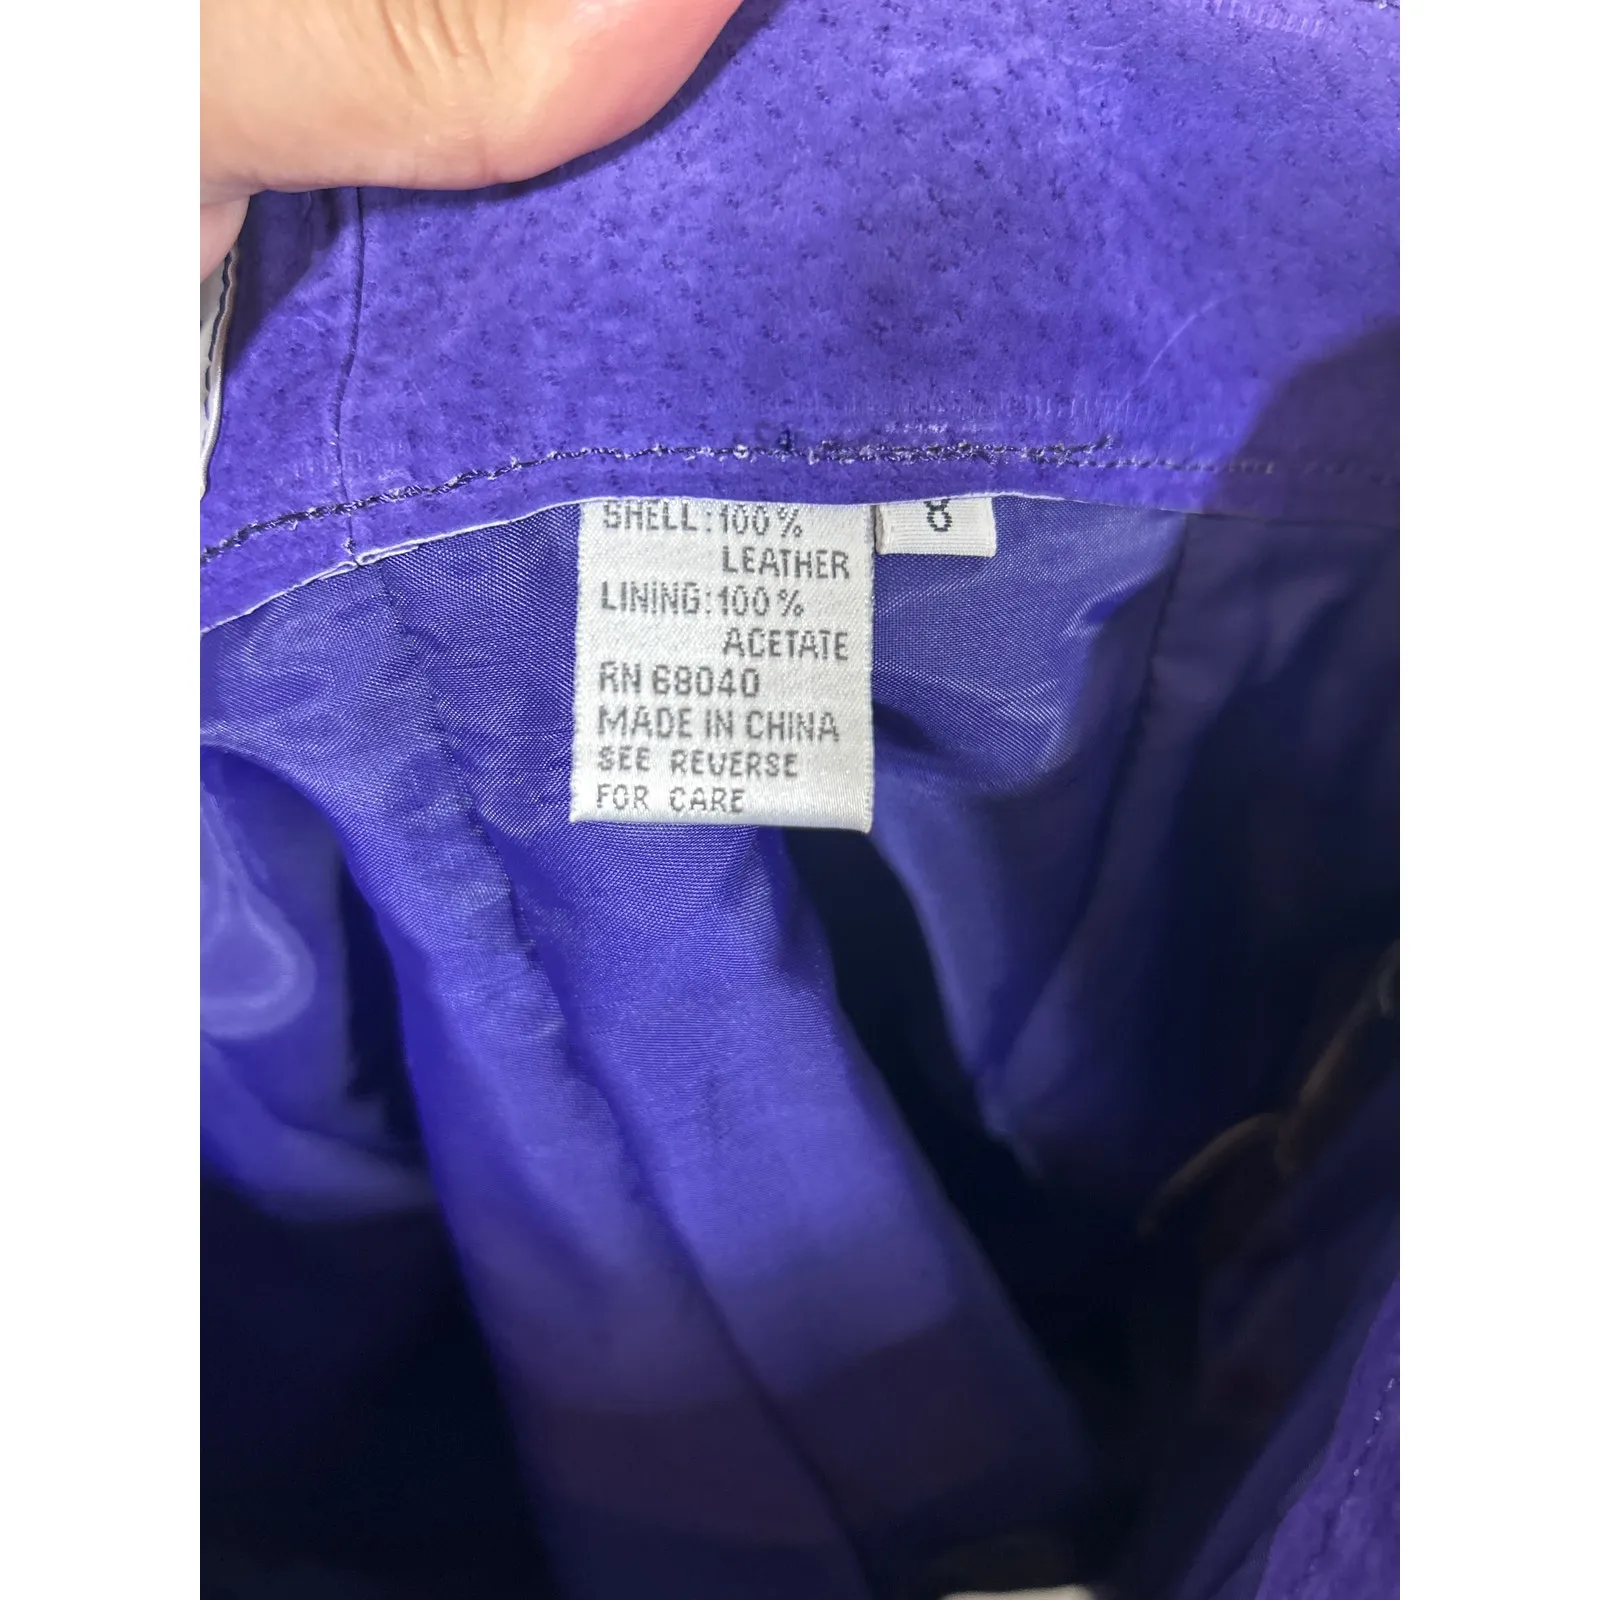 SHELL:100%
LEATHER
LINING:100%
ACETATE
RN 68040
MADE IN CHINA
SEE REVERSE
FOR CARE
8